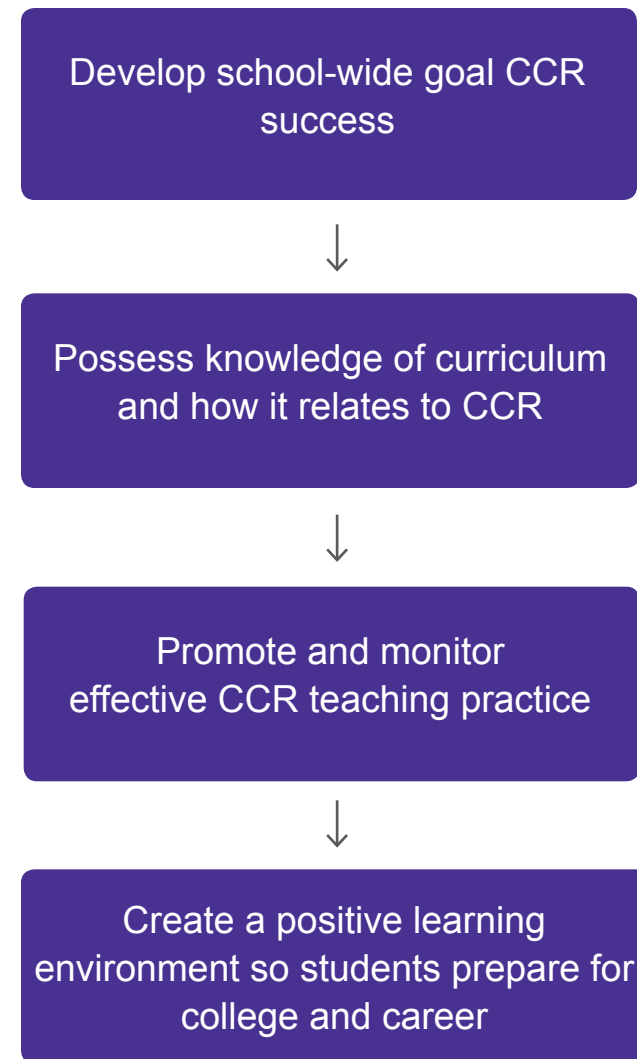 Develop school-wide goal CCR
success
Possess knowledge of curriculum
and how it relates to CCR
Promote and monitor
effective CCR teaching practice
Create a positive learning
environment so students prepare for
college and career